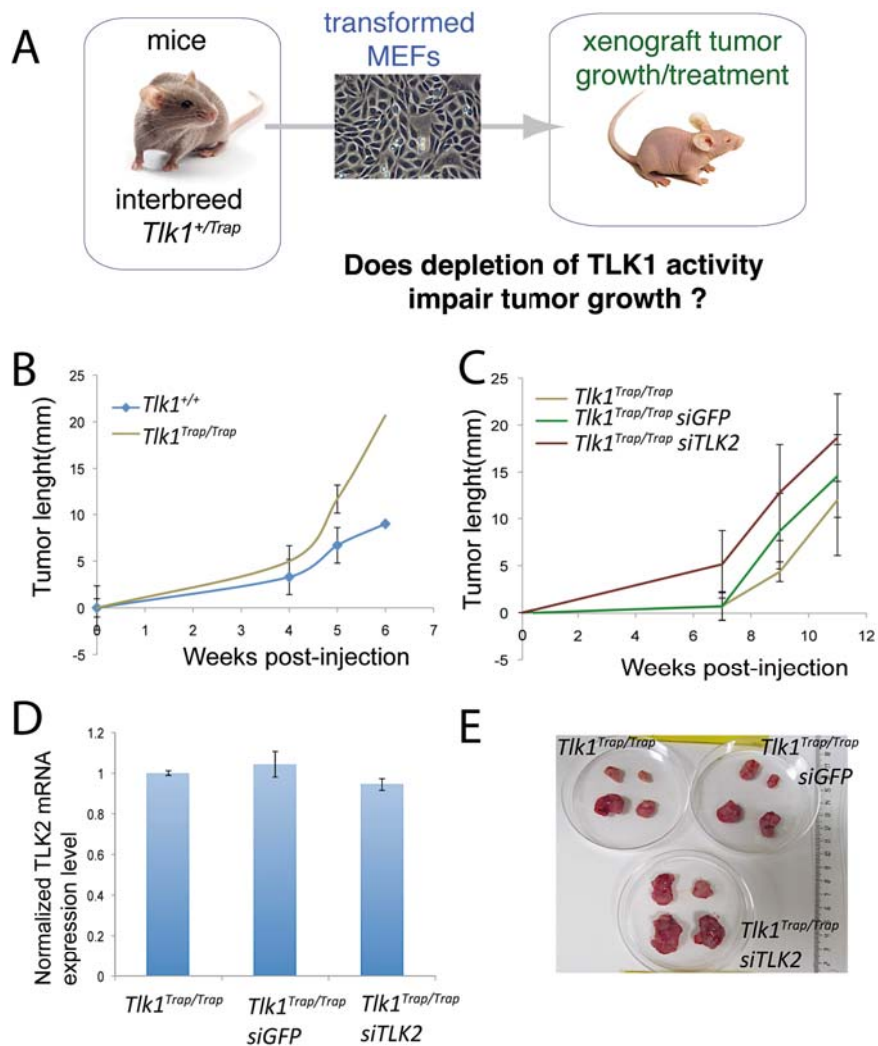 A
mice
interbreed
Tlk1+/Trap
transformed
MEFs
xenograft tumor
growth/treatment
Does depletion of TLK1 activity
impair tumor growth ?
B
Tumor lenght(mm)
25
20
15
10
5
0
-5
0 1 2 3 4 5 6 7
Weeks post-injection
Tlk1+/+
Tlk1Trap/Trap
C
Tumor lenght(mm)
25
20
15
10
5
0
-5
0 2 4 6 8 10 12
Weeks post-injection
Tlk1Trap/Trap
Tlk1Trap/Trap siGFP
Tlk1Trap/Trap siTLK2
D
Normalized TLK2 mRNA
expression level
1.2
1
0.8
0.6
0.4
0.2
0
Tlk1Trap/Trap
Tlk1Trap/Trap
siGFP
Tlk1Trap/Trap
siTLK2
E
Tlk1Trap/Trap
Tlk1Trap/Trap
siGFP
Tlk1Trap/Trap
siTLK2